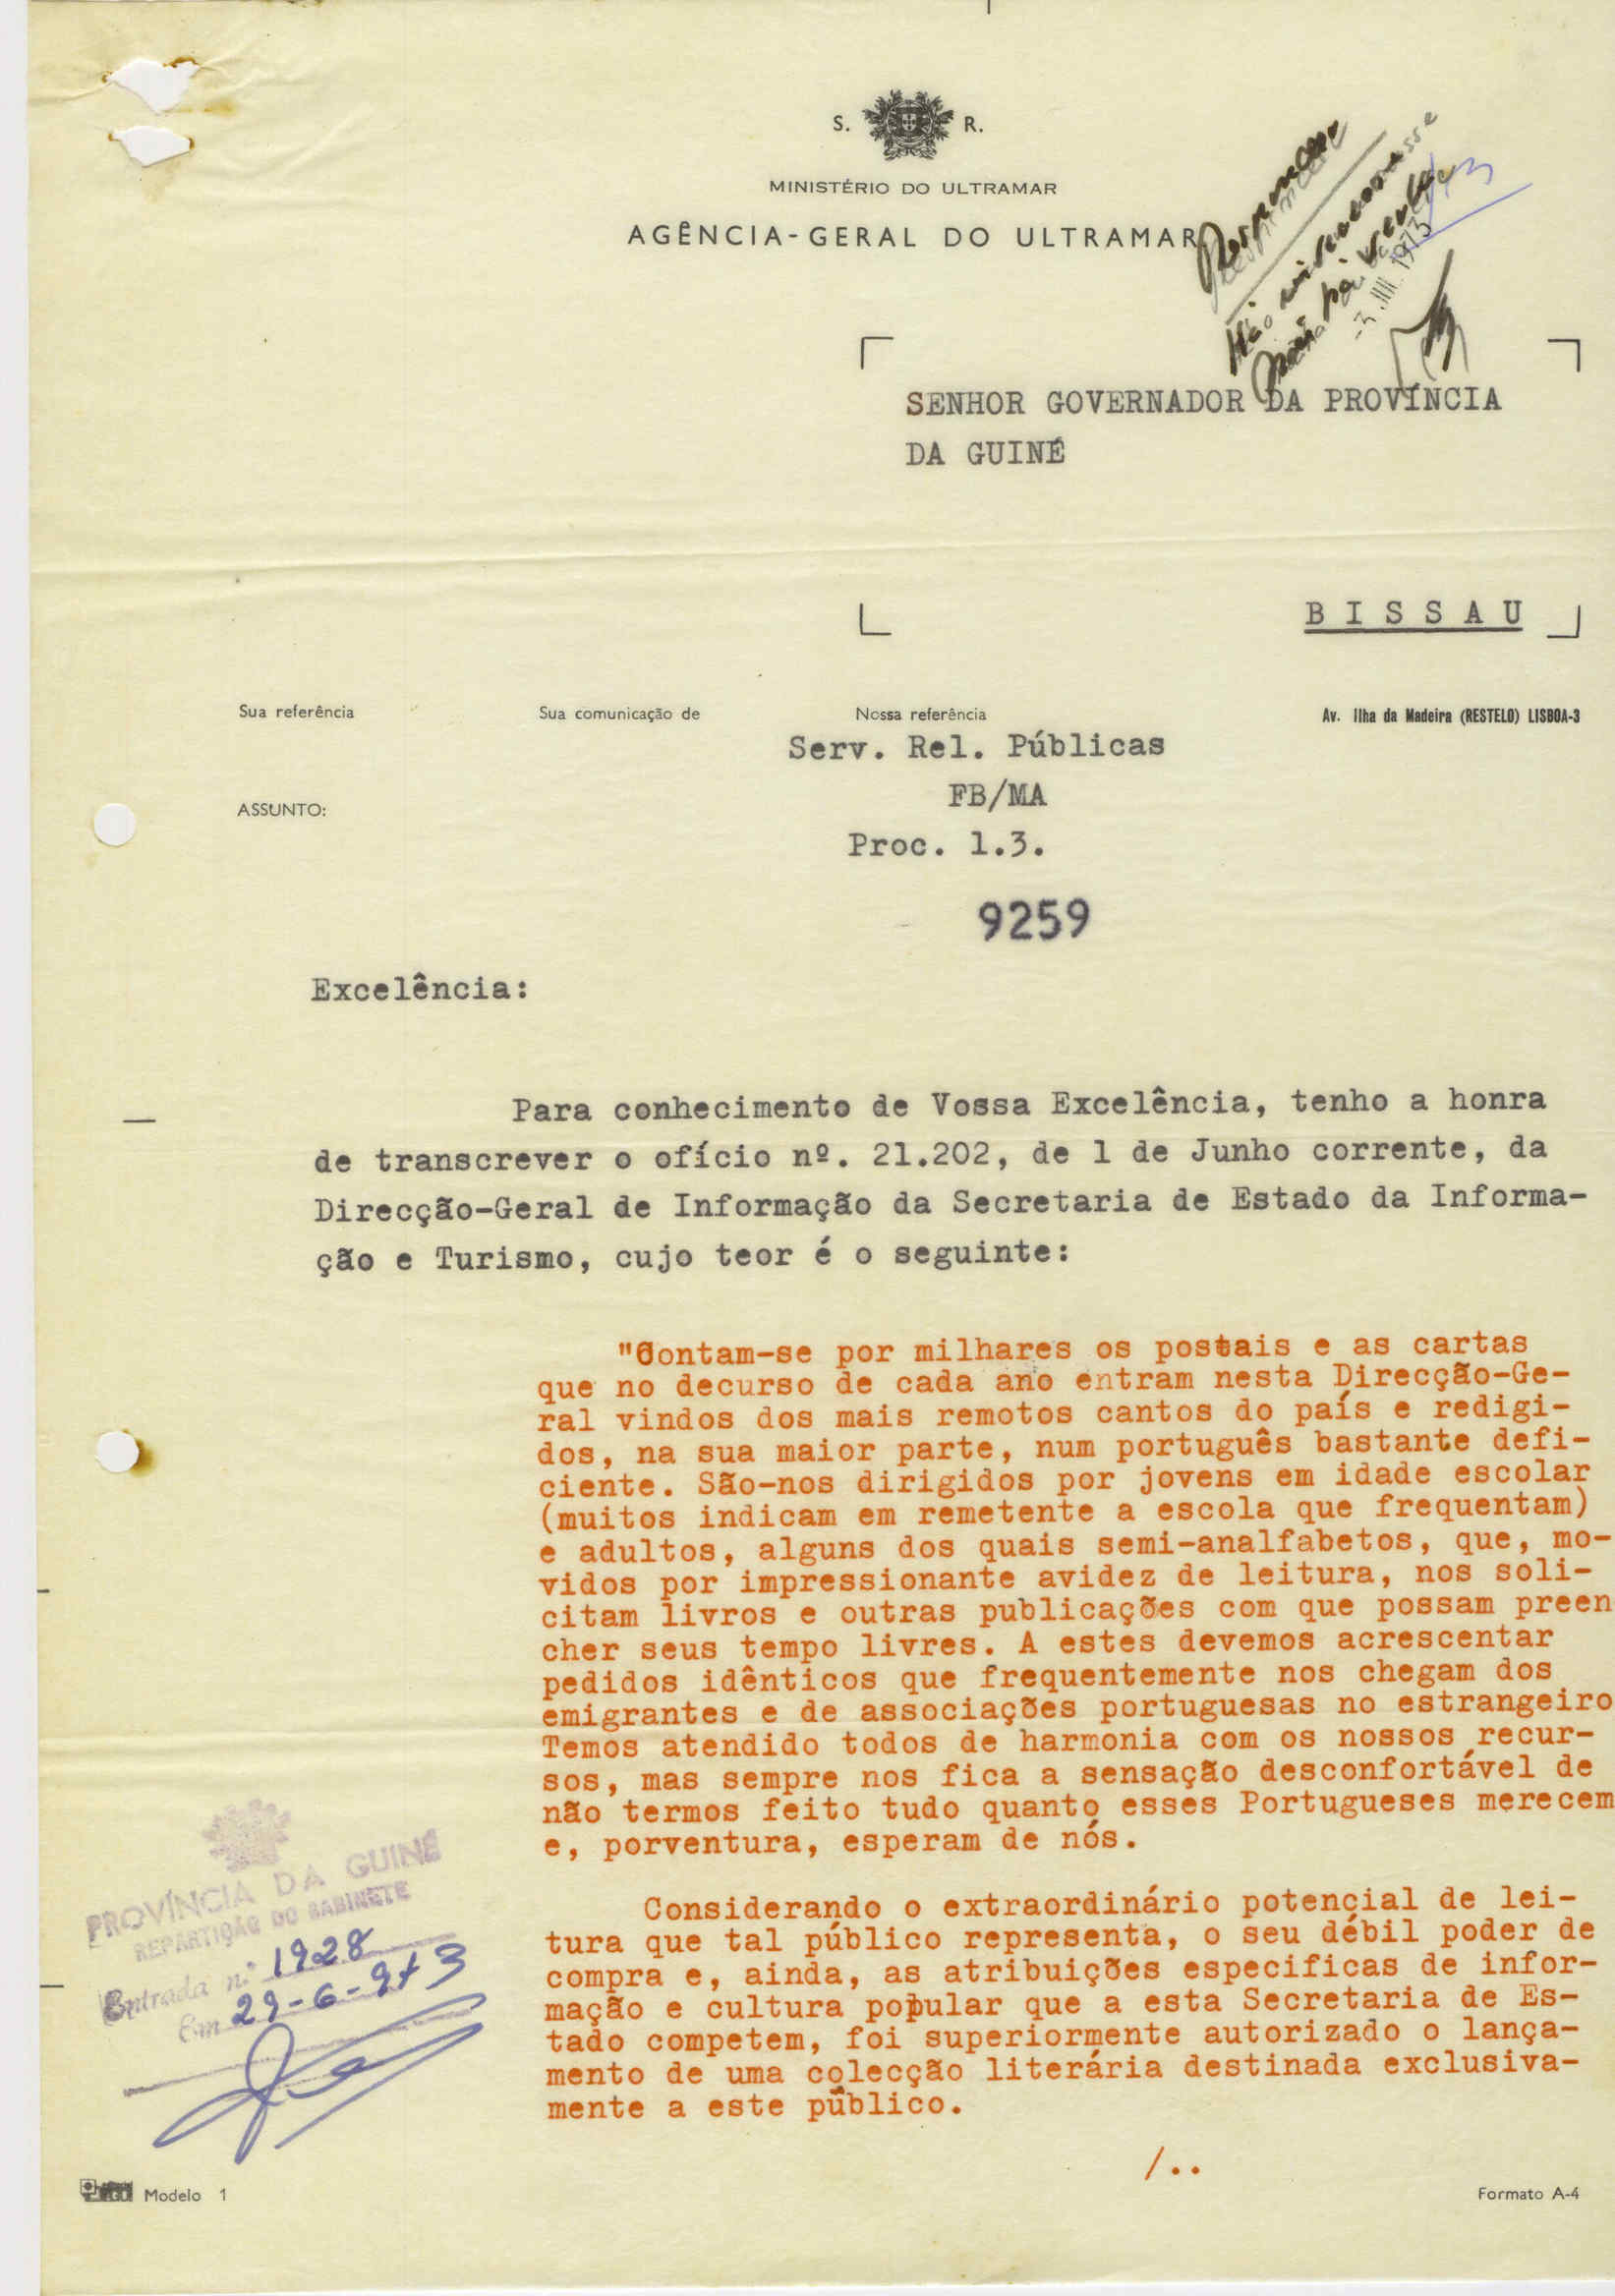 S. R.
MINISTÉRIO DO ULTRAMAR
AGÊNCIA-GERAL DO ULTRAMAR
-3. JUL 1973
SENHOR GOVERNADOR DA PROVÍNCIA
DA GUINÉ
B I S S A U
Sua referência
Sua comunicação de
Nossa referência
Av. Ilha da Madeira (RESTELO) LISBOA-3
Serv. Rel. Públicas
FB/MA
ASSUNTO:
Proc. 1.3.
9259
Excelência:
Para conhecimento de Vossa Excelência, tenho a honra
de transcrever o ofício nº. 21.202, de 1 de Junho corrente, da
Direcção-Geral de Informação da Secretaria de Estado da Informa-
ção e Turismo, cujo teor é o seguinte:
"Contam-se por milhares os postais e as cartas
que no decurso de cada ano entram nesta Direcção-Ge-
ral vindos dos mais remotos cantos do país e redigi-
dos, na sua maior parte, num português bastante defi-
ciente. São-nos dirigidos por jovens em idade escolar
(muitos indicam em remetente a escola que frequentam)
e adultos, alguns dos quais semi-analfabetos, que, mo-
vidos por impressionante avidez de leitura, nos soli-
citam livros e outras publicações com que possam preen
cher seus tempo livres. A estes devemos acrescentar
pedidos idênticos que frequentemente nos chegam dos
emigrantes e de associações portuguesas no estrangeiro
Temos atendido todos de harmonia com os nossos recur-
sos, mas sempre nos fica a sensação desconfortável de
não termos feito tudo quanto esses Portugueses merecem
e, porventura, esperam de nós.
Considerando o extraordinário potencial de lei-
tura que tal público representa, o seu débil poder de
compra e, ainda, as atribuições especificas de infor-
mação e cultura popular que a esta Secretaria de Es-
tado competem, foi superiormente autorizado o lança-
mento de uma colecção literária destinada exclusiva-
mente a este público.
/..
PROVÍNCIA DA GUINÉ
REPARTIÇÃO DO GABINETE
Entrada n.º 1928
Em 29-6-973
Modelo 1
Formato A-4